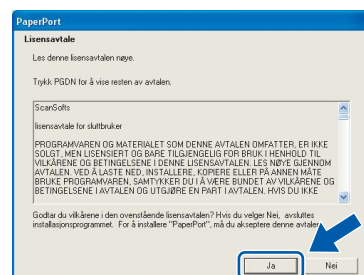 PaperPort
Lisensavtale
Les denne lisensavtalen nøye.
Trykk PGDN for å vise resten av avtalen.
ScanSofts
lisensavtale for sluttbruker
PROGRAMVAREN OG MATERIALET SOM DENNE AVTALEN OMFATTER, ER IKKE
SOLGT, MEN LISENSIERT OG BARE TILGJENGELIG FOR BRUK I HENHOLD TIL
VILKÅRENE OG BETINGELSENE I DENNE LISENSAVTALEN. LES NØYE GJENNOM
AVTALEN. VED Å LASTE NED, INSTALLERE, KOPIERE ELLER PÅ ANNEN MÅTE
BRUKE PROGRAMVAREN, SAMTYKKER DU I Å VÆRE BUNDET AV VILKÅRENE OG
BETINGELSENE I AVTALEN OG UTGJØRE EN PART I AVTALEN. HVIS DU IKKE
Godtar du vilkårene i den ovenstående lisensavtalen? Hvis du velger Nei, avsluttes
installasjonsprogrammet. For å installere "PaperPort", må du akseptere denne avtalen.
Ja
Nei